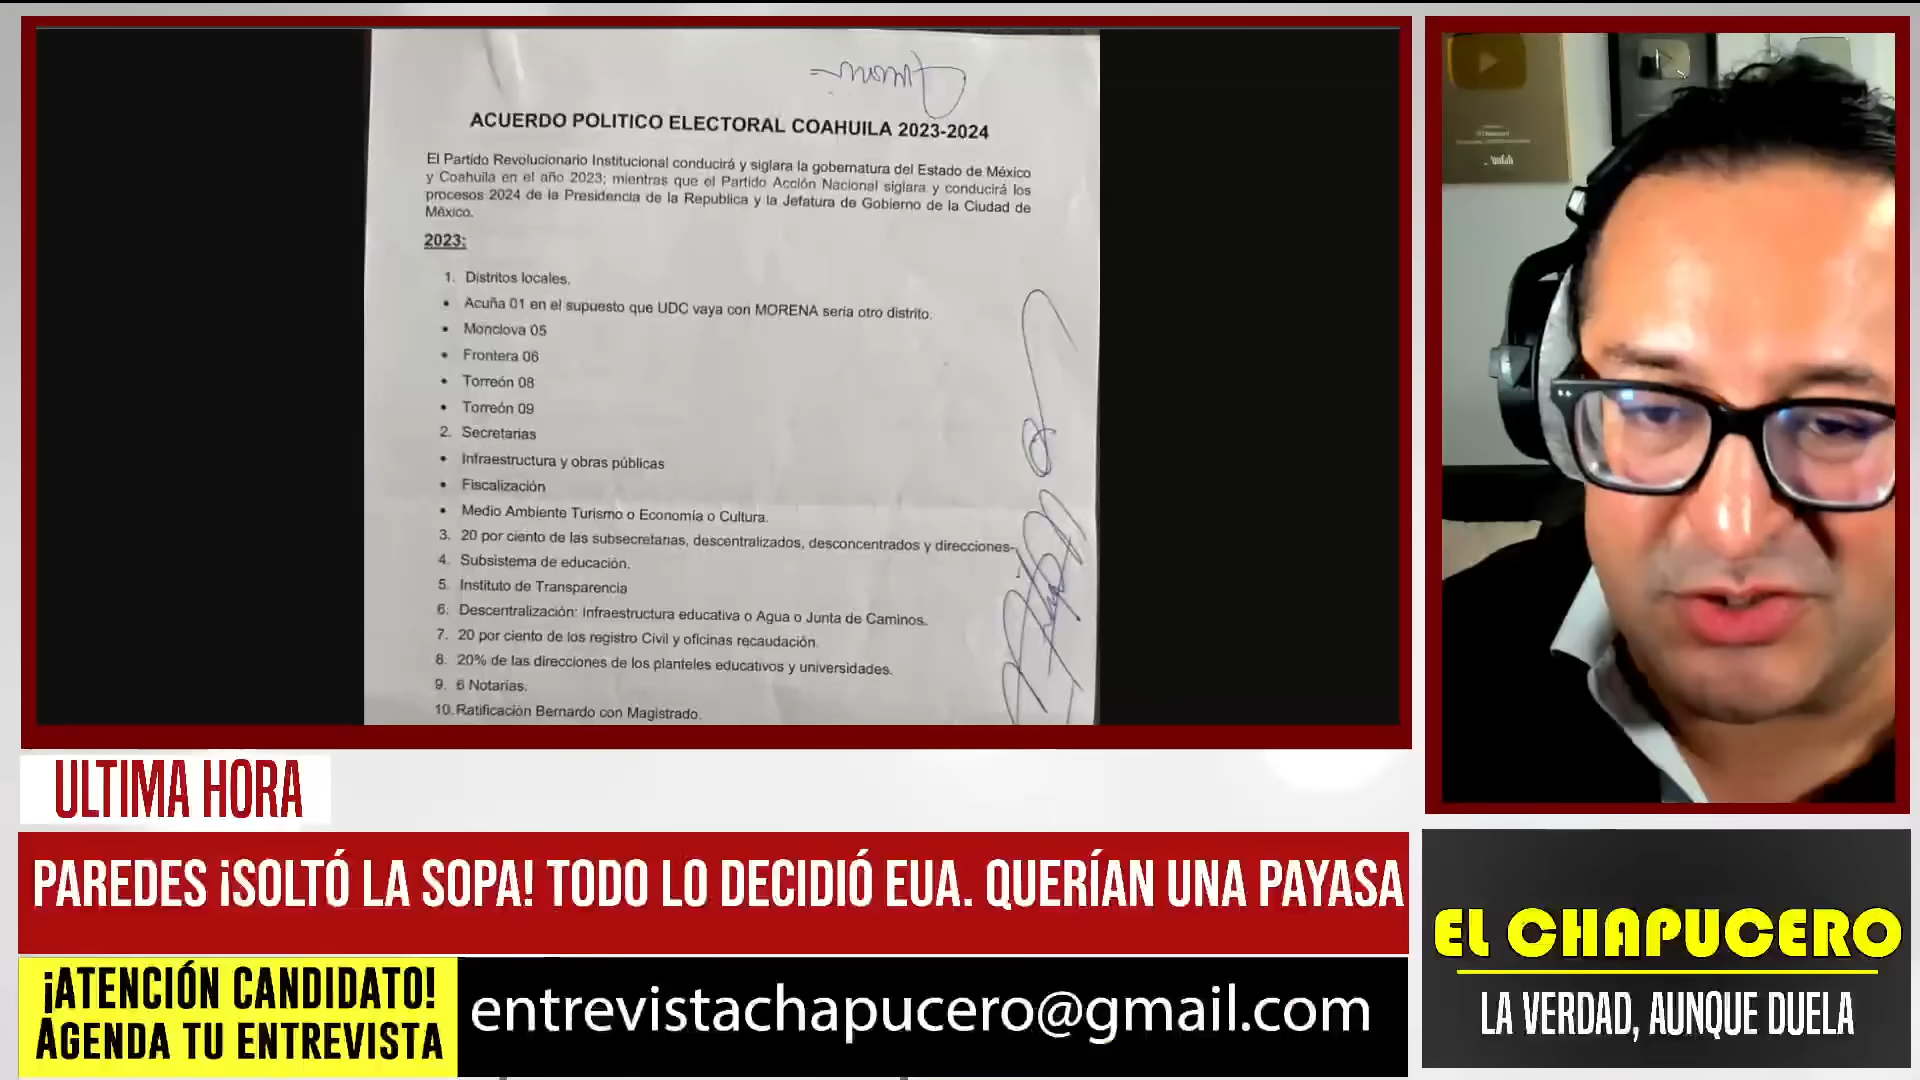 ACUERDO POLITICO ELECTORAL COAHUILA 2023-2024
El Partido Revolucionario Institucional conducirá y siglara la gobernatura del Estado de México
y Coahuila en el año 2023; mientras que el Partido Acción Nacional siglara y conducirá los
procesos 2024 de la Presidencia de la Republica y la Jefatura de Gobierno de la Ciudad de
México.
2023:
1. Distritos locales.
• Acuña 01 en el supuesto que UDC vaya con MORENA seria otro distrito.
• Monclova 05
• Frontera 06
• Torreón 08
• Torreón 09
2. Secretarias
• Infraestructura y obras públicas
• Fiscalización
• Medio Ambiente Turismo o Economía o Cultura.
3. 20 por ciento de las subsecretarias, descentralizados, desconcentrados y direcciones-
4. Subsistema de educación.
5. Instituto de Transparencia
6. Descentralización: Infraestructura educativa o Agua o Junta de Caminos.
7. 20 por ciento de los registro Civil y oficinas recaudación.
8. 20% de las direcciones de los planteles educativos y universidades.
9. 6 Notarías.
10. Ratificación Bernardo con Magistrado.
ULTIMA HORA
PAREDES ¡SOLTÓ LA SOPA! TODO LO DECIDIÓ EUA. QUERÍAN UNA PAYASA
¡ATENCIÓN CANDIDATO!
AGENDA TU ENTREVISTA
entrevistachapucero@gmail.com
EL CHAPUCERO
LA VERDAD, AUNQUE DUELA